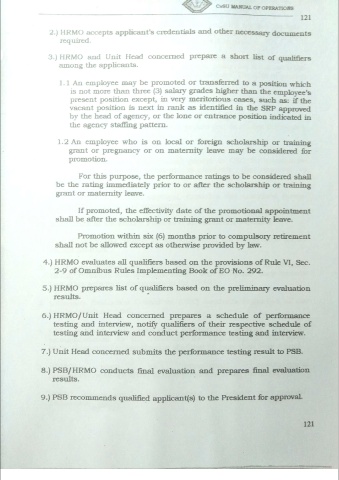 CNSU MANUAL OF OPERATIONS
121
2.) HRMO accepts applicant's credentials and other necessary documents
required.
3.) HRMO and Unit Head concerned prepare a short list of qualifiers
among the applicants.
1.1 An employee may be promoted or transferred to a position which
is not more than three (3) salary grades higher than the employee's
present position except, in very meritorious cases, such as: if the
vacant position is next in rank as identified in the SRP approved
by the head of agency, or the lone or entrance position indicated in
the agency staffing pattern.
1.2 An employee who is on local or foreign scholarship or training
grant or pregnancy or on maternity leave may be considered for
promotion.
For this purpose, the performance ratings to be considered shall
be the rating immediately prior to or after the scholarship or training
grant or maternity leave.
If promoted, the effectivity date of the promotional appointment
shall be after the scholarship or training grant or maternity leave.
Promotion within six (6) months prior to compulsory retirement
shall not be allowed except as otherwise provided by law.
4.) HRMO evaluates all qualifiers based on the provisions of Rule VI, Sec.
2-9 of Omnibus Rules Implementing Book of EO No. 292.
5.) HRMO prepares list of qualifiers based on the preliminary evaluation
results.
6.) HRMO/Unit Head concerned prepares a schedule of performance
testing and interview, notify qualifiers of their respective schedule of
testing and interview and conduct performance testing and interview.
7.) Unit Head concerned submits the performance testing result to PSB.
8.) PSB/HRMO conducts final evaluation and prepares final evaluation
results.
9.) PSB recommends qualified applicant(s) to the President for approval.
121